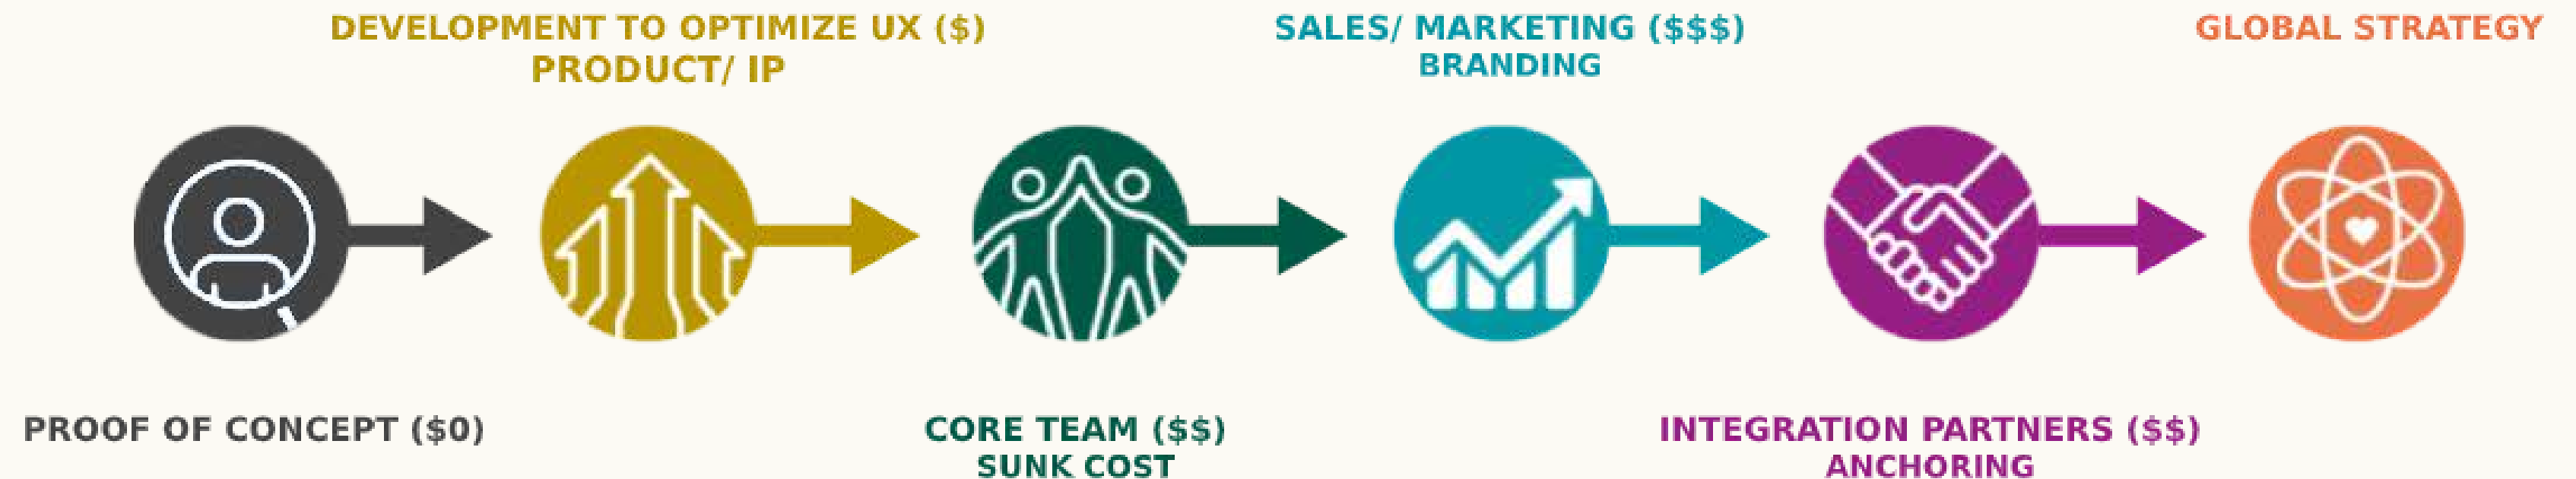 PROOF OF CONCEPT ($0)
DEVELOPMENT TO OPTIMIZE UX ($)
PRODUCT/ IP
CORE TEAM ($$)
SUNK COST
SALES/ MARKETING ($$$)
BRANDING
INTEGRATION PARTNERS ($$)
ANCHORING
GLOBAL STRATEGY